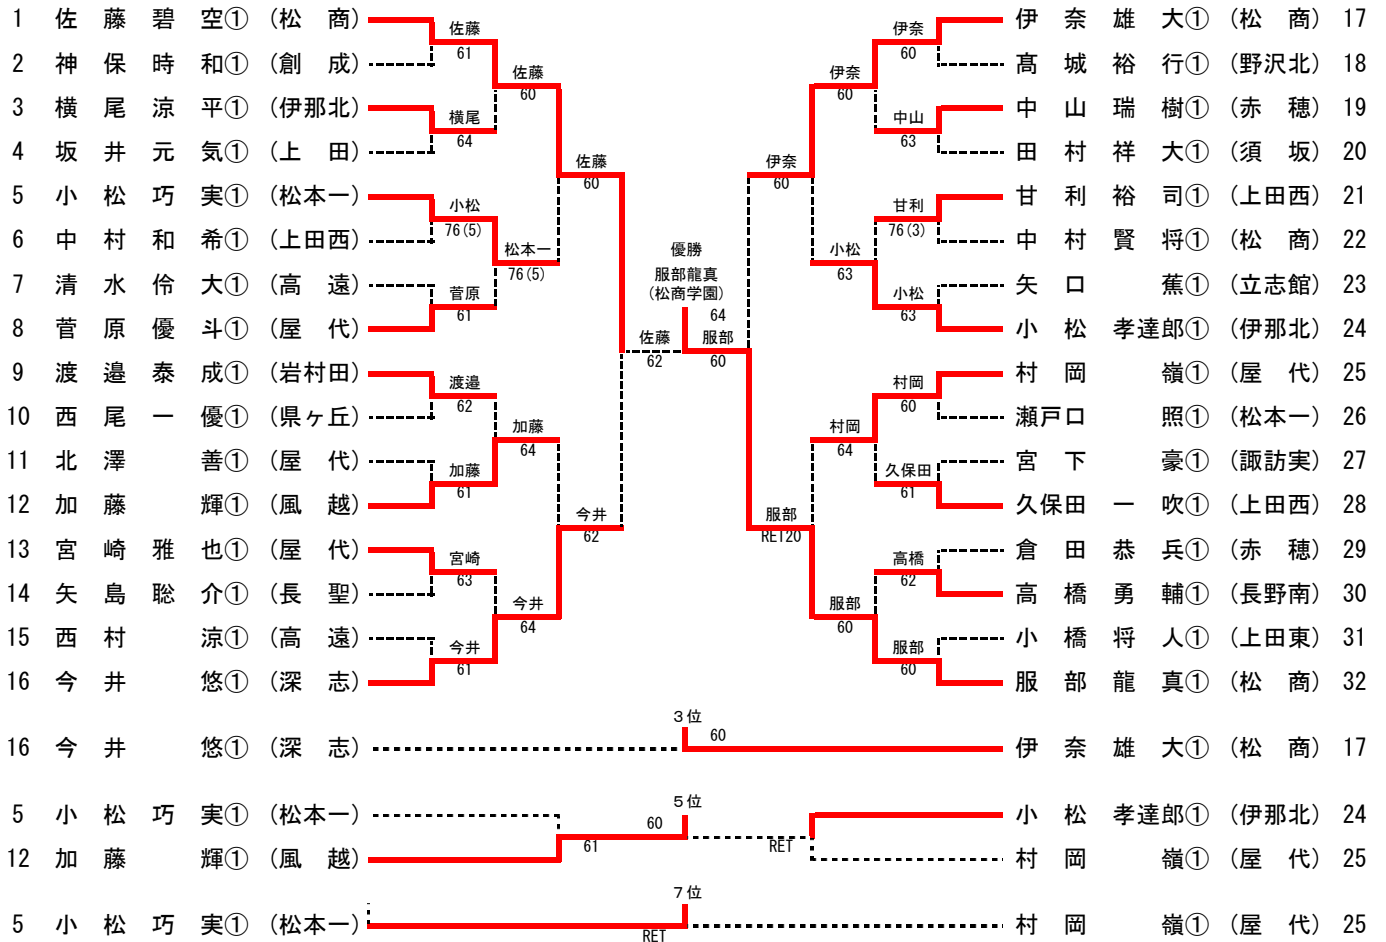 1 佐 藤 碧 空① (松 商) 佐藤 伊奈 伊 奈 雄 大① (松 商) 17
61 60
2 神 保 時 和① (創 成) 佐藤 伊奈 髙 城 裕 行① (野沢北) 18
60 60
3 横 尾 涼 平① (伊那北) 横尾 中山 中 山 瑞 樹① (赤 穂) 19
64 63
4 坂 井 元 気① (上 田) 佐藤 伊奈 田 村 祥 大① (須 坂) 20
60 60
5 小 松 巧 実① (松本一) 小松 甘利 甘 利 裕 司① (上田西) 21
76(5) 76(3)
6 中 村 和 希① (上田西) 松本一 優勝 小松 中 村 賢 将① (松 商) 22
76(5) 服部龍真 63
7 清 水 伶 大① (高 遠) 菅原 (松商学園) 小松 矢 口 蕉① (立志館) 23
61 64 63
8 菅 原 優 斗① (屋 代) 佐藤 服部 小 松 孝達郎① (伊那北) 24
62 60
9 渡 邉 泰 成① (岩村田) 渡邉 村岡 村 岡 嶺① (屋 代) 25
62 60
10 西 尾 一 優① (県ヶ丘) 加藤 村岡 瀬戸口 照① (松本一) 26
64 64
11 北 澤 善① (屋 代) 加藤 久保田 宮 下 豪① (諏訪実) 27
61 61
12 加 藤 輝① (風 越) 今井 服部 久保田 一 吹① (上田西) 28
62 RET20
13 宮 崎 雅 也① (屋 代) 宮崎 高橋 倉 田 恭 兵① (赤 穂) 29
63 62
14 矢 島 聡 介① (長 聖) 今井 服部 高 橋 勇 輔① (長野南) 30
64 60
15 西 村 涼① (高 遠) 今井 服部 小 橋 将 人① (上田東) 31
61 60
16 今 井 悠① (深 志) 服 部 龍 真① (松 商) 32
3位
16 今 井 悠① (深 志) 60 伊 奈 雄 大① (松 商) 17
5位
5 小 松 巧 実① (松本一) 60 小 松 孝達郎① (伊那北) 24
61 RET
12 加 藤 輝① (風 越) 村 岡 嶺① (屋 代) 25
7位
5 小 松 巧 実① (松本一) RET 村 岡 嶺① (屋 代) 25